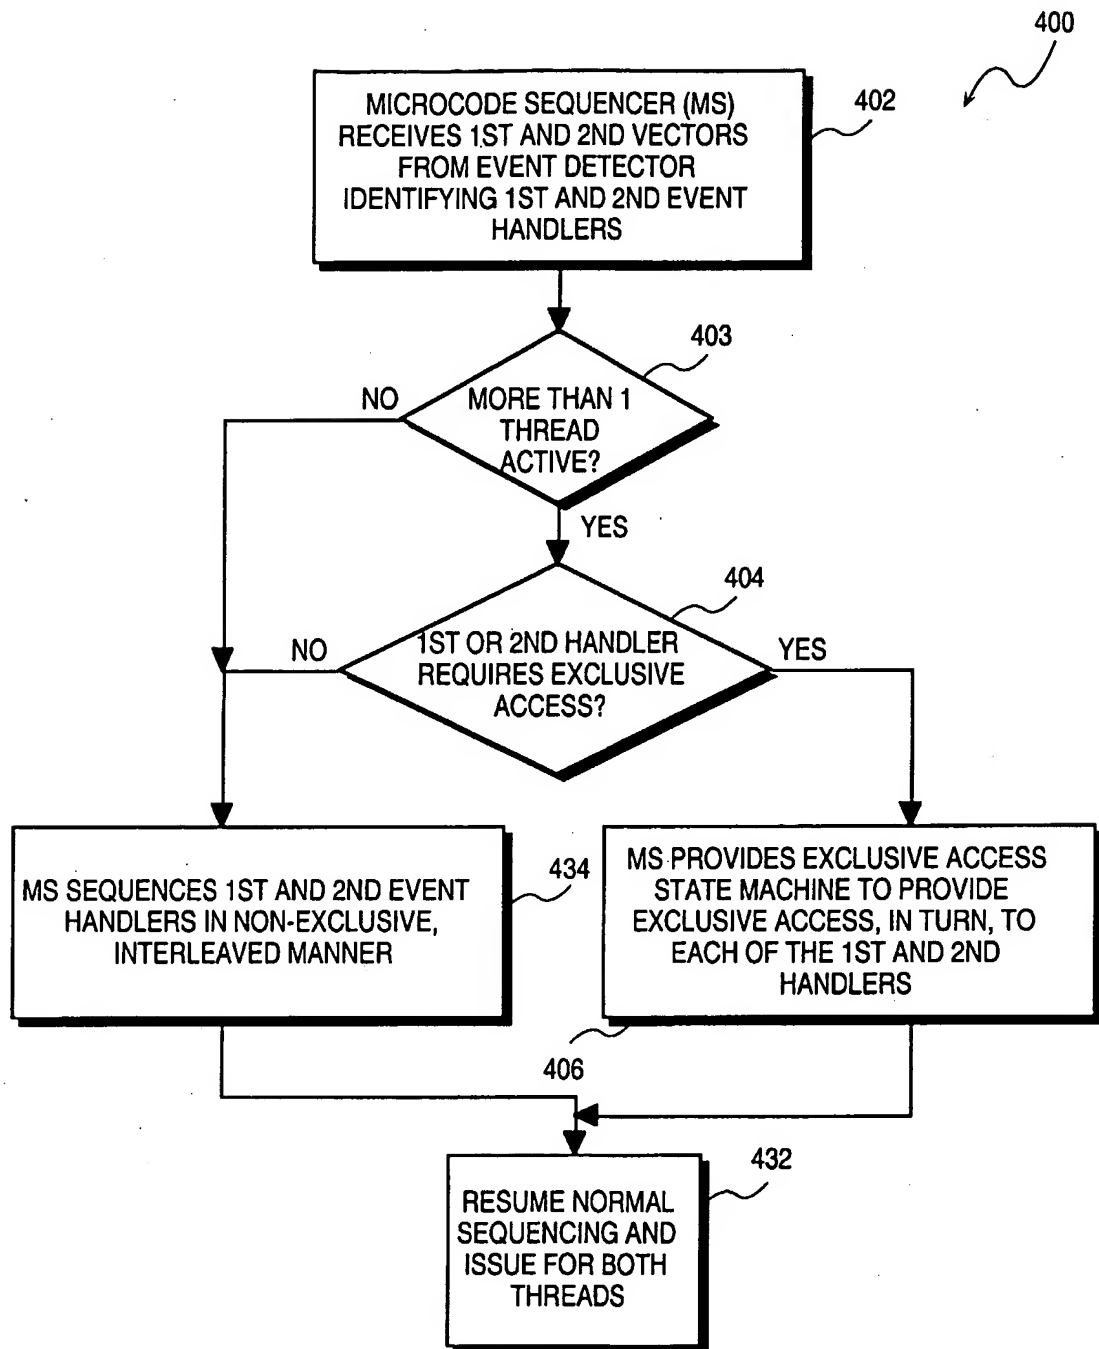 400
MICROCODE SEQUENCER (MS)
RECEIVES 1ST AND 2ND VECTORS
FROM EVENT DETECTOR
IDENTIFYING 1ST AND 2ND EVENT
HANDLERS
402
403
NO
MORE THAN 1
THREAD
ACTIVE?
YES
404
NO
1ST OR 2ND HANDLER
REQUIRES EXCLUSIVE
ACCESS?
YES
MS SEQUENCES 1ST AND 2ND EVENT
HANDLERS IN NON-EXCLUSIVE,
INTERLEAVED MANNER
434
MS PROVIDES EXCLUSIVE ACCESS
STATE MACHINE TO PROVIDE
EXCLUSIVE ACCESS, IN TURN, TO
EACH OF THE 1ST AND 2ND
HANDLERS
406
432
RESUME NORMAL
SEQUENCING AND
ISSUE FOR BOTH
THREADS